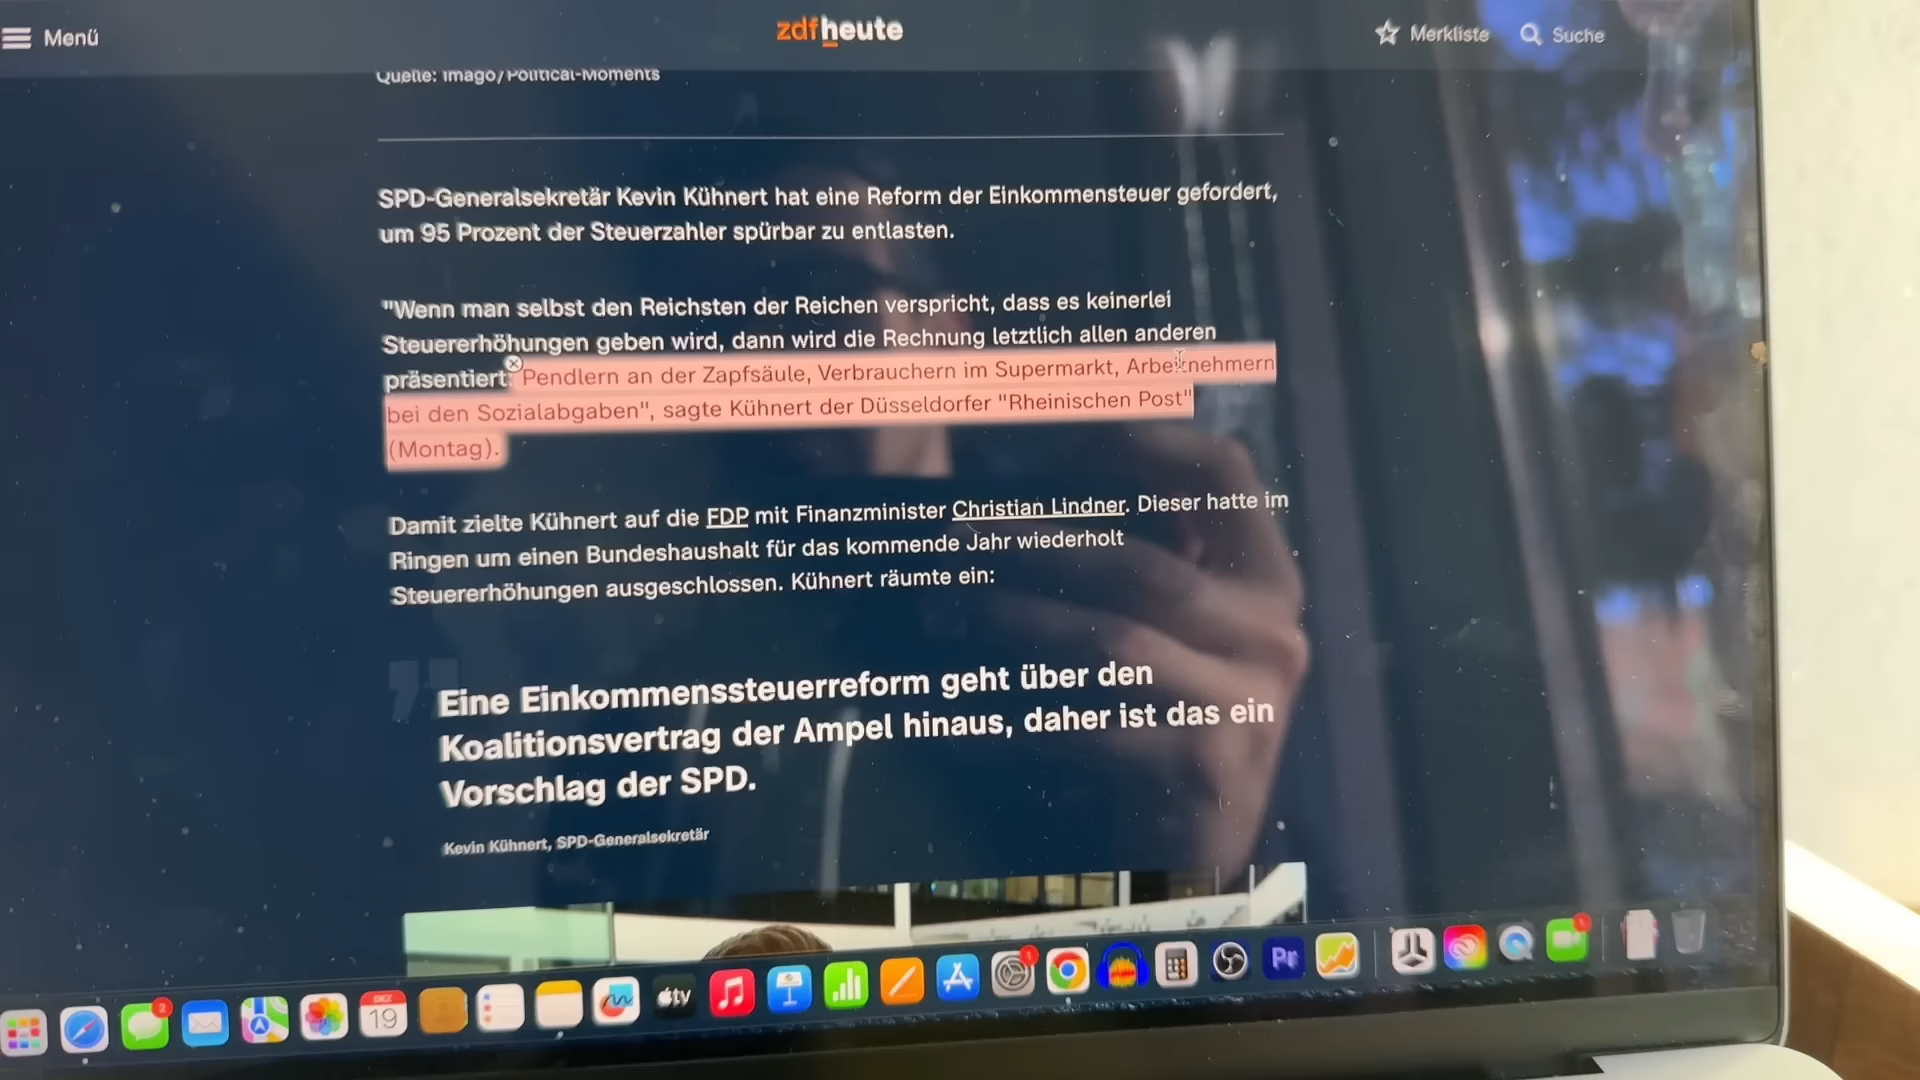 Menü
zdfheute
Merkliste
Suche
Quelle: Imago/Political-Moments
SPD-Generalsekretär Kevin Kühnert hat eine Reform der Einkommensteuer gefordert,
um 95 Prozent der Steuerzahler spürbar zu entlasten.
"Wenn man selbst den Reichsten der Reichen verspricht, dass es keinerlei
Steuererhöhungen geben wird, dann wird die Rechnung letztlich allen anderen
präsentiert: Pendlern an der Zapfsäule, Verbrauchern im Supermarkt, Arbeitnehmern
bei den Sozialabgaben", sagte Kühnert der Düsseldorfer "Rheinischen Post"
(Montag).
Damit zielte Kühnert auf die FDP mit Finanzminister Christian Lindner. Dieser hatte im
Ringen um einen Bundeshaushalt für das kommende Jahr wiederholt
Steuererhöhungen ausgeschlossen. Kühnert räumte ein:
Eine Einkommenssteuerreform geht über den
Koalitionsvertrag der Ampel hinaus, daher ist das ein
Vorschlag der SPD.
Kevin Kühnert, SPD-Generalsekretär
2
DEZ
19
tv
1
Pr
1